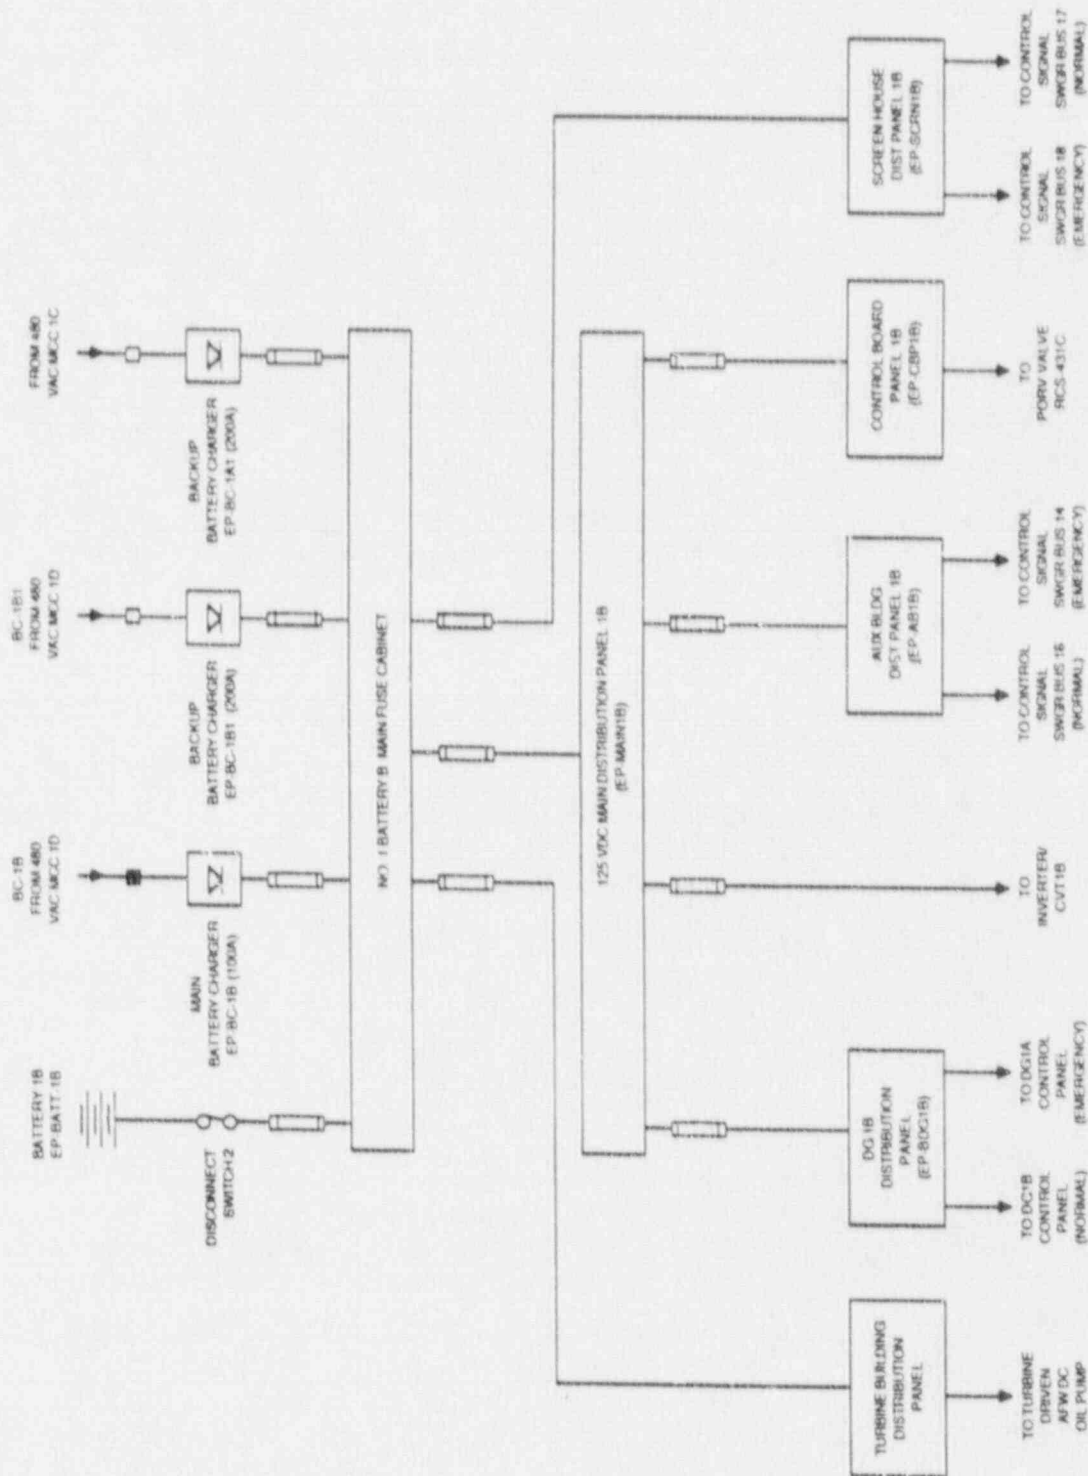 BATTERY 1B
EP-BATT-1B
BC-1B
FROM 480
VAC MCC 1D
BC-1B1
FROM 480
VAC MCC 1D
FROM 480
VAC MCC 1C
DISCONNECT
SWITCH 2
MAIN
BATTERY CHARGER
EP-BC-1B (100A)
BACKUP
BATTERY CHARGER
EP-BC-1B1 (200A)
BACKUP
BATTERY CHARGER
EP-BC-1A1 (200A)
NO. 1 BATTERY B MAIN FUSE CABINET
125 VDC MAIN DISTRIBUTION PANEL 1B
(EP-MAIN1B)
TURBINE BUILDING
DISTRIBUTION
PANEL
DG 1B
DISTRIBUTION
PANEL
(EP-BDG1B)
AUX BLDG
DIST PANEL 1B
(EP-AB1B)
CONTROL BOARD
PANEL 1B
(EP-CBP1B)
SCREEN HOUSE
DIST PANEL 1B
(EP-SCRN1B)
TO TURBINE
DRIVEN
AFW DC
OIL PUMP
TO DC1B
CONTROL
PANEL
(NORMAL)
TO DG1A
CONTROL
PANEL
(EMERGENCY)
TO
INVERTER/
CVT1B
TO CONTROL
SIGNAL
SWGR BUS 16
(NORMAL)
TO CONTROL
SIGNAL
SWGR BUS 14
(EMERGENCY)
TO
PORV VALVE
RCS-431C
TO CONTROL
SIGNAL
SWGR BUS 18
(EMERGENCY)
TO CONTROL
SIGNAL
SWGR BUS 17
(NORMAL)